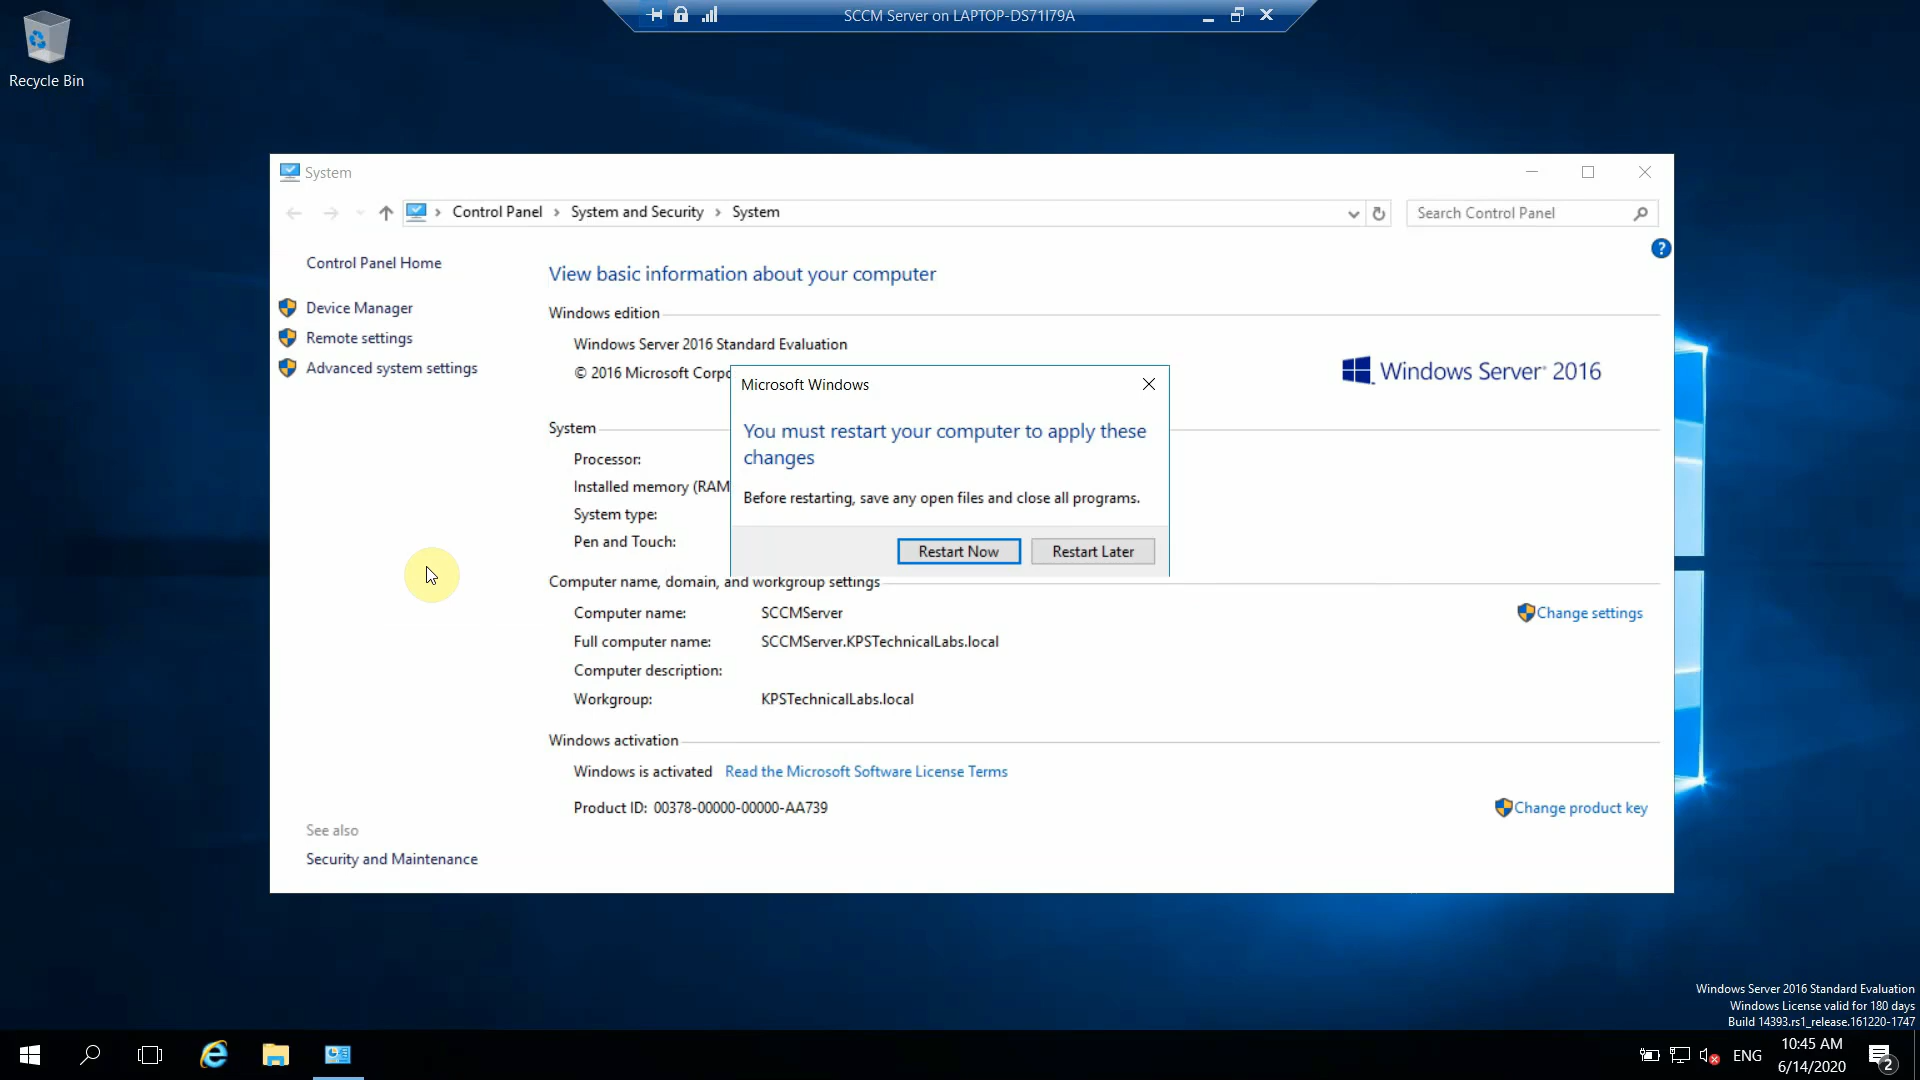 SCCM Server on LAPTOP-DS71I79A
Recycle Bin
System
Control Panel > System and Security > System
Search Control Panel
?
Control Panel Home
Device Manager
Remote settings
Advanced system settings
View basic information about your computer
Windows edition
Windows Server 2016 Standard Evaluation
© 2016 Microsoft Corpo
Windows Server® 2016
System
Processor:
Installed memory (RAM
System type:
Pen and Touch:
Microsoft Windows
You must restart your computer to apply these
changes
Before restarting, save any open files and close all programs.
Restart Now Restart Later
Computer name, domain, and workgroup settings
Computer name: SCCMServer
Change settings
Full computer name: SCCMServer.KPSTechnicalLabs.local
Computer description:
Workgroup: KPSTechnicalLabs.local
Windows activation
Windows is activated Read the Microsoft Software License Terms
Product ID: 00378-00000-00000-AA739
Change product key
See also
Security and Maintenance
Windows Server 2016 Standard Evaluation
Windows License valid for 180 days
Build 14393.rs1_release.161220-1747
ENG
10:45 AM
6/14/2020
2